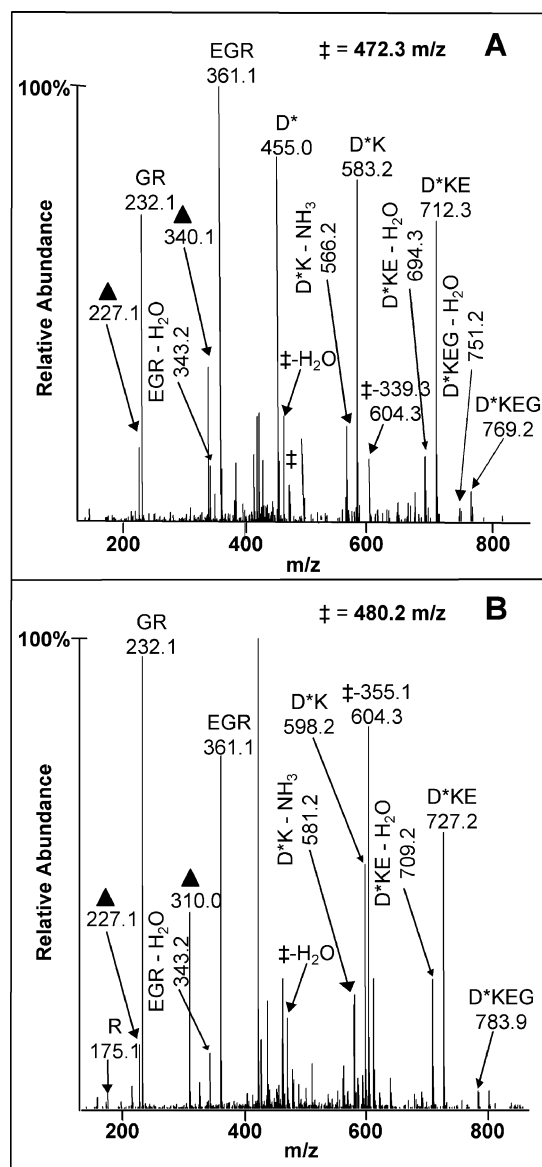 ‡ = 472.3 m/z
A
EGR
361.1
100%
D*
455.0
D*K
583.2
GR
232.1
D*KE
712.3
▲
340.1
▲
227.1
EGR - H₂O
343.2
‡-H₂O
‡
D*K - NH₃
566.2
‡-339.3
604.3
D*KE - H₂O
694.3
D*KEG - H₂O
751.2
D*KEG
769.2
Relative Abundance
200
400
600
800
m/z
‡ = 480.2 m/z
B
GR
232.1
100%
EGR
361.1
D*K
598.2
‡-355.1
604.3
D*KE
727.2
▲
227.1
R
175.1
EGR - H₂O
343.2
▲
310.0
‡-H₂O
D*K - NH₃
581.2
D*KE - H₂O
709.2
D*KEG
783.9
Relative Abundance
200
400
600
800
m/z